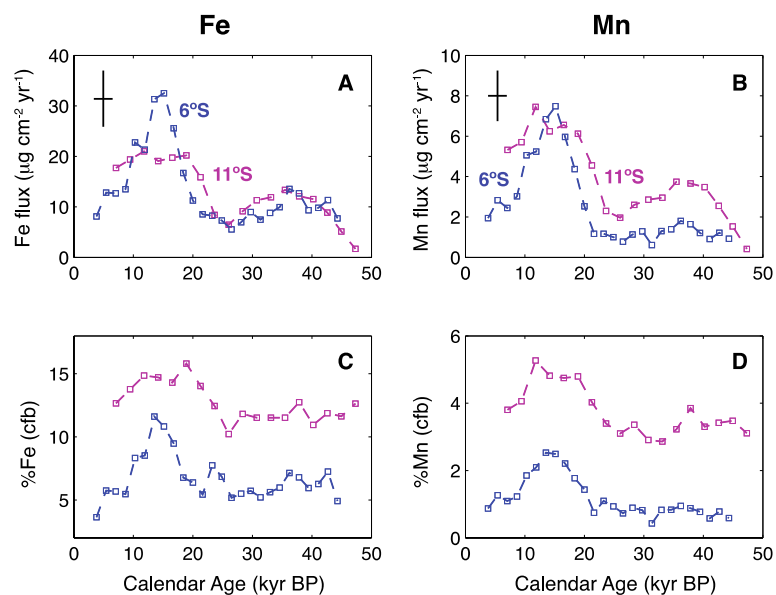 Fe
Mn
Fe flux (μg cm⁻² yr⁻¹)
40
30
20
10
0
A
6°S
11°S
0 10 20 30 40 50
Mn flux (μg cm⁻² yr⁻¹)
10
8
6
4
2
0
B
6°S
11°S
0 10 20 30 40 50
%Fe (cfb)
15
10
5
C
0 10 20 30 40 50
Calendar Age (kyr BP)
%Mn (cfb)
6
4
2
0
D
0 10 20 30 40 50
Calendar Age (kyr BP)